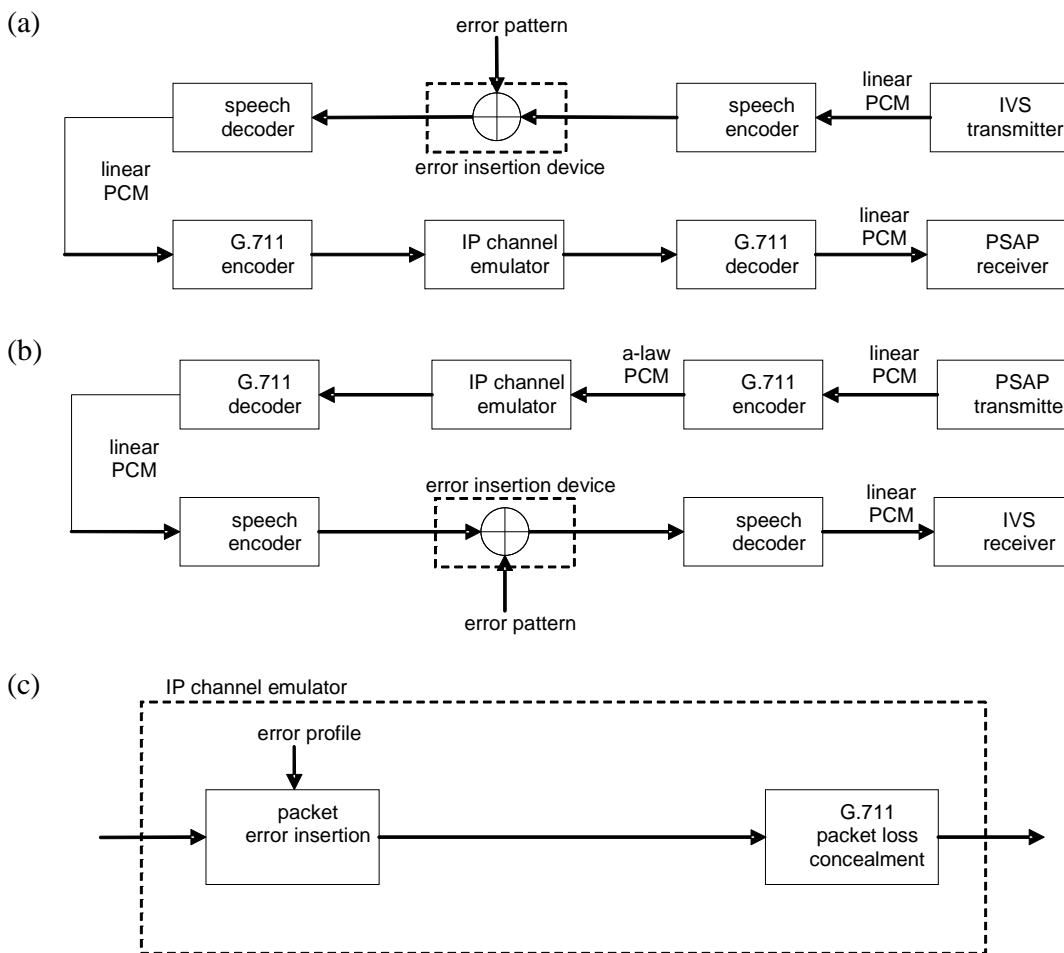 (a)
error pattern
speech
decoder
error insertion device
speech
encoder
linear
PCM
IVS
transmitter
linear
PCM
G.711
encoder
IP channel
emulator
G.711
decoder
linear
PCM
PSAP
receiver
(b)
G.711
decoder
IP channel
emulator
a-law
PCM
G.711
encoder
linear
PCM
PSAP
transmitter
linear
PCM
speech
encoder
error insertion device
error pattern
speech
decoder
linear
PCM
IVS
receiver
(c)
IP channel emulator
error profile
packet
error insertion
G.711
packet loss
concealment